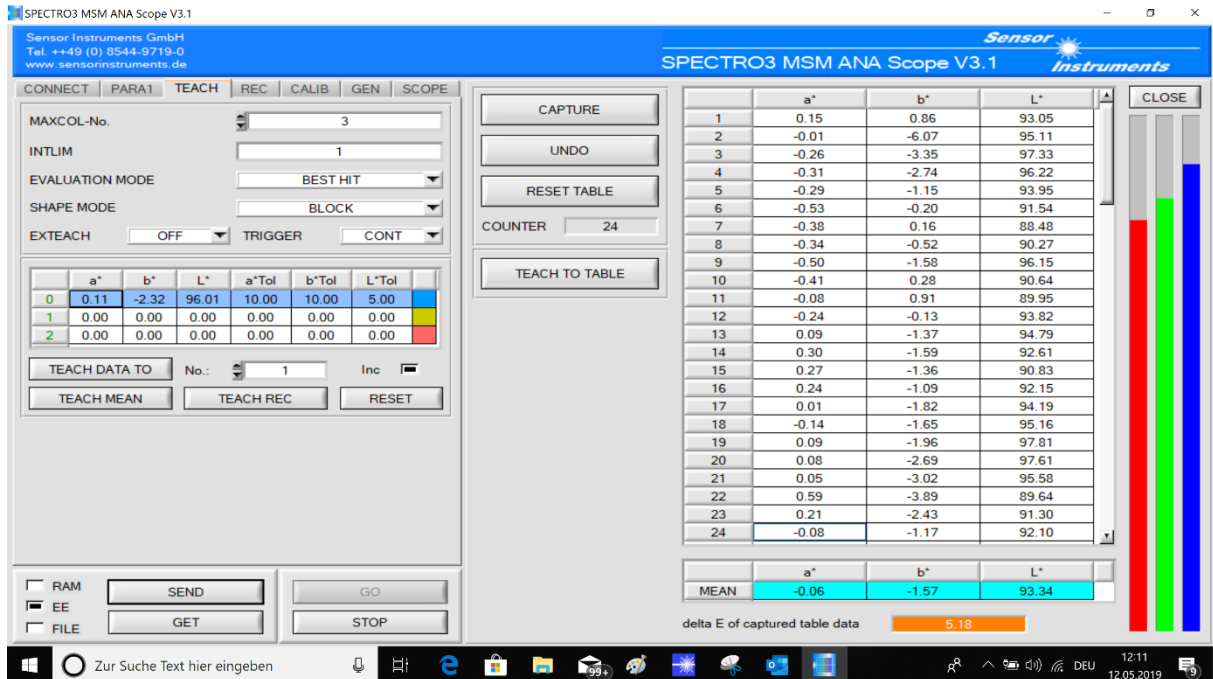 SPECTRO3 MSM ANA Scope V3.1
Sensor Instruments GmbH
Tel. ++49 (0) 8544-9719-0
www.sensorinstruments.de
Sensor
Instruments
SPECTRO3 MSM ANA Scope V3.1
CONNECT PARA1 TEACH REC CALIB GEN SCOPE
MAXCOL-No. 3
INTLIM 1
EVALUATION MODE BEST HIT
SHAPE MODE BLOCK
EXTEACH OFF TRIGGER CONT
a* b* L* a*Tol b*Tol L*Tol
0 0.11 -2.32 96.01 10.00 10.00 5.00
1 0.00 0.00 0.00 0.00 0.00 0.00
2 0.00 0.00 0.00 0.00 0.00 0.00
TEACH DATA TO No.: 1 Inc
TEACH MEAN TEACH REC RESET
RAM
EE
FILE
SEND
GET
GO
STOP
CAPTURE
UNDO
RESET TABLE
COUNTER 24
TEACH TO TABLE
a* b* L*
1 0.15 0.86 93.05
2 -0.01 -6.07 95.11
3 -0.26 -3.35 97.33
4 -0.31 -2.74 96.22
5 -0.29 -1.15 93.95
6 -0.53 -0.20 91.54
7 -0.38 0.16 88.48
8 -0.34 -0.52 90.27
9 -0.50 -1.58 96.15
10 -0.41 0.28 90.64
11 -0.08 0.91 89.95
12 -0.24 -0.13 93.82
13 0.09 -1.37 94.79
14 0.30 -1.59 92.61
15 0.27 -1.36 90.83
16 0.24 -1.09 92.15
17 0.01 -1.82 94.19
18 -0.14 -1.65 95.16
19 0.09 -1.96 97.81
20 0.08 -2.69 97.61
21 0.05 -3.02 95.58
22 0.59 -3.89 89.64
23 0.21 -2.43 91.30
24 -0.08 -1.17 92.10
a* b* L*
MEAN -0.06 -1.57 93.34
delta E of captured table data 5.18
CLOSE
Zur Suche Text hier eingeben
99+
DEU
12:11
12.05.2019
9